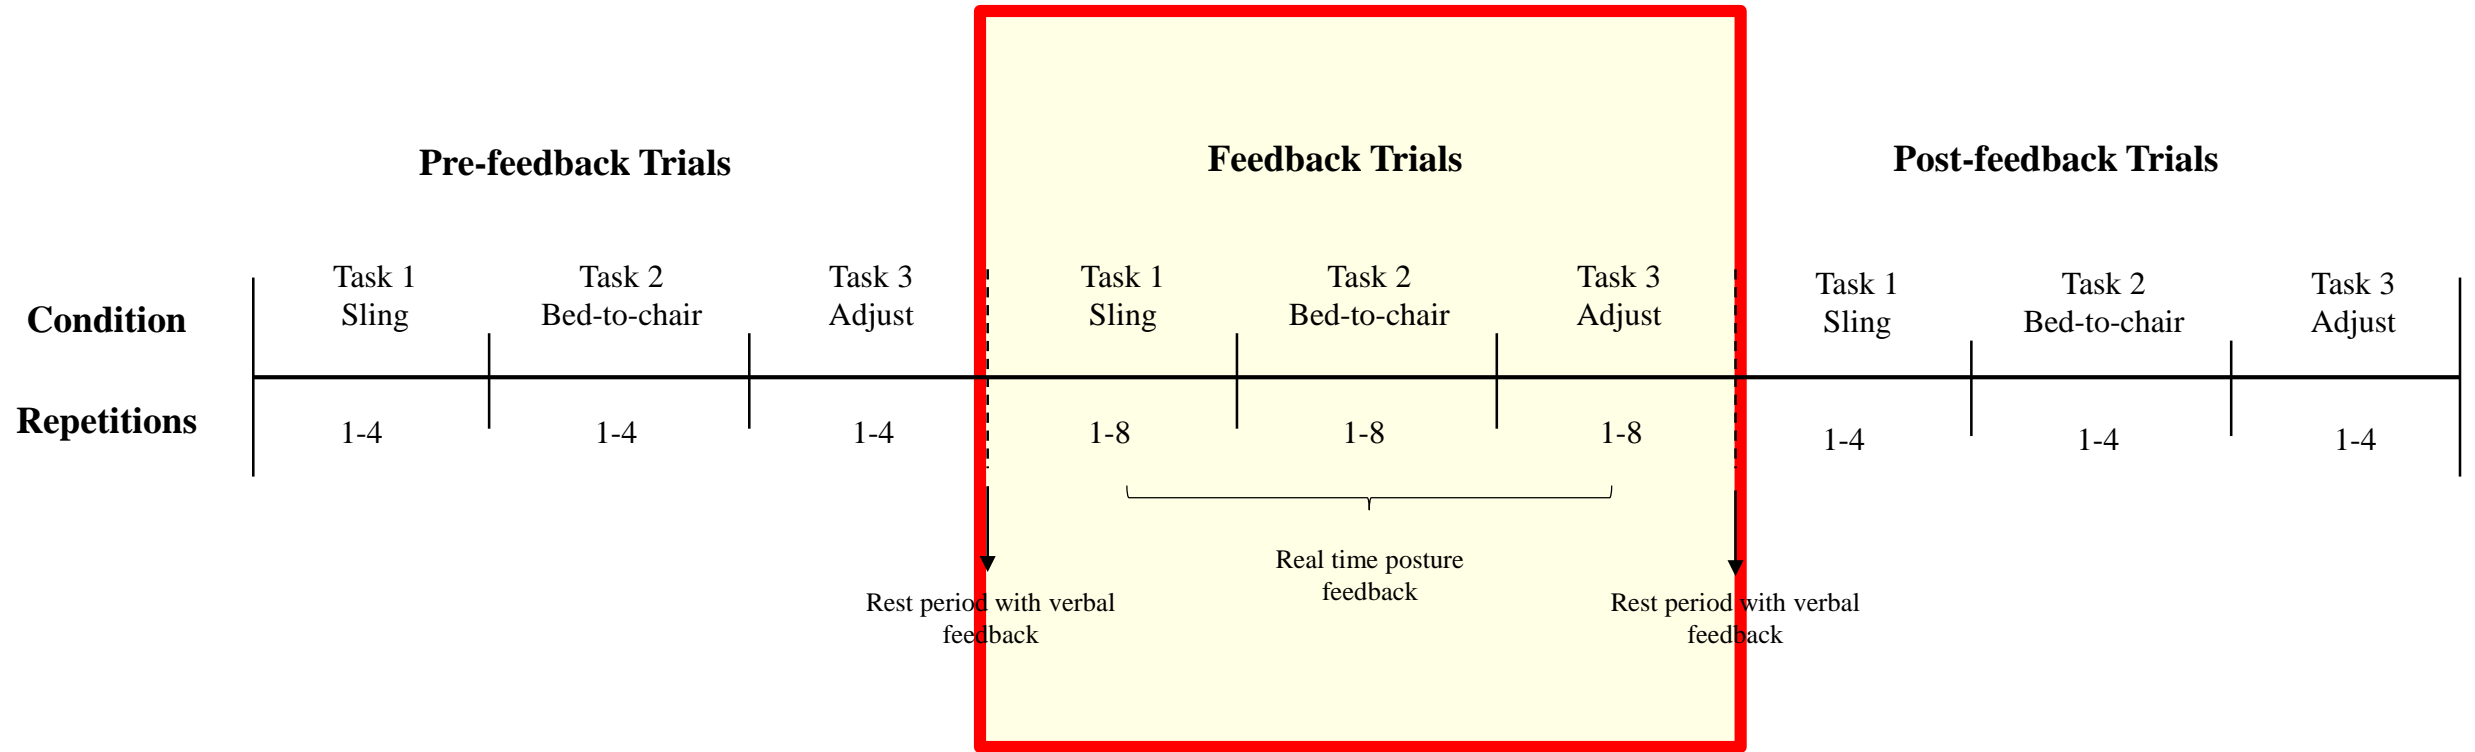 Pre-feedback Trials
Feedback Trials
Post-feedback Trials
Condition
Task 1
Sling
Task 2
Bed-to-chair
Task 3
Adjust
Task 1
Sling
Task 2
Bed-to-chair
Task 3
Adjust
Task 1
Sling
Task 2
Bed-to-chair
Task 3
Adjust
Repetitions
1-4
1-4
1-4
1-8
1-8
1-8
1-4
1-4
1-4
Real time posture
feedback
Rest period with verbal
feedback
Rest period with verbal
feedback